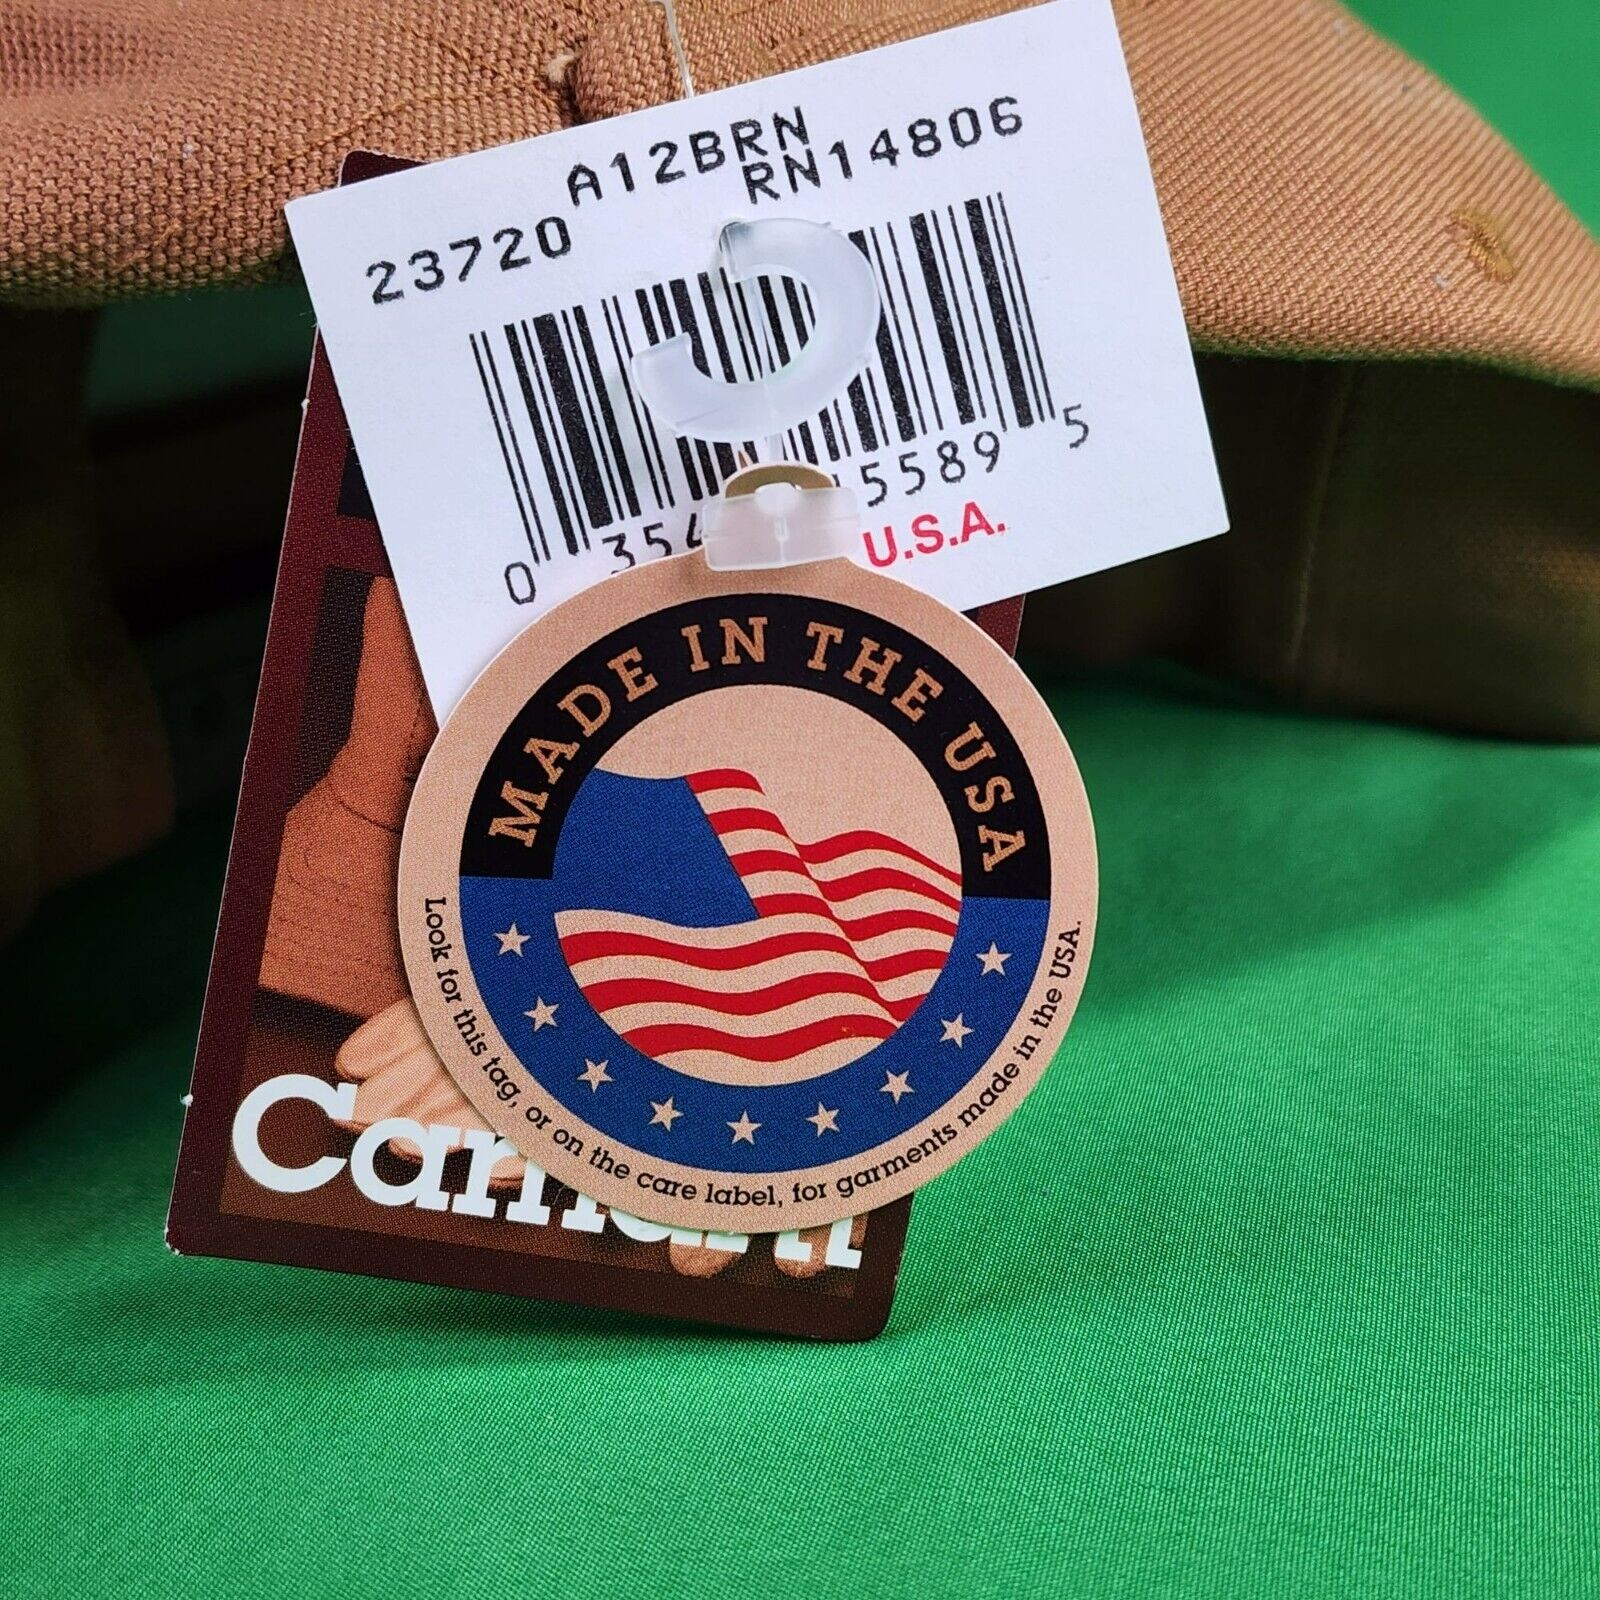 A12BRN
RN14806
23720
0 354 5589 5
U.S.A.
MADE IN THE USA
Look for this tag, or on the care label, for garments made in the USA.